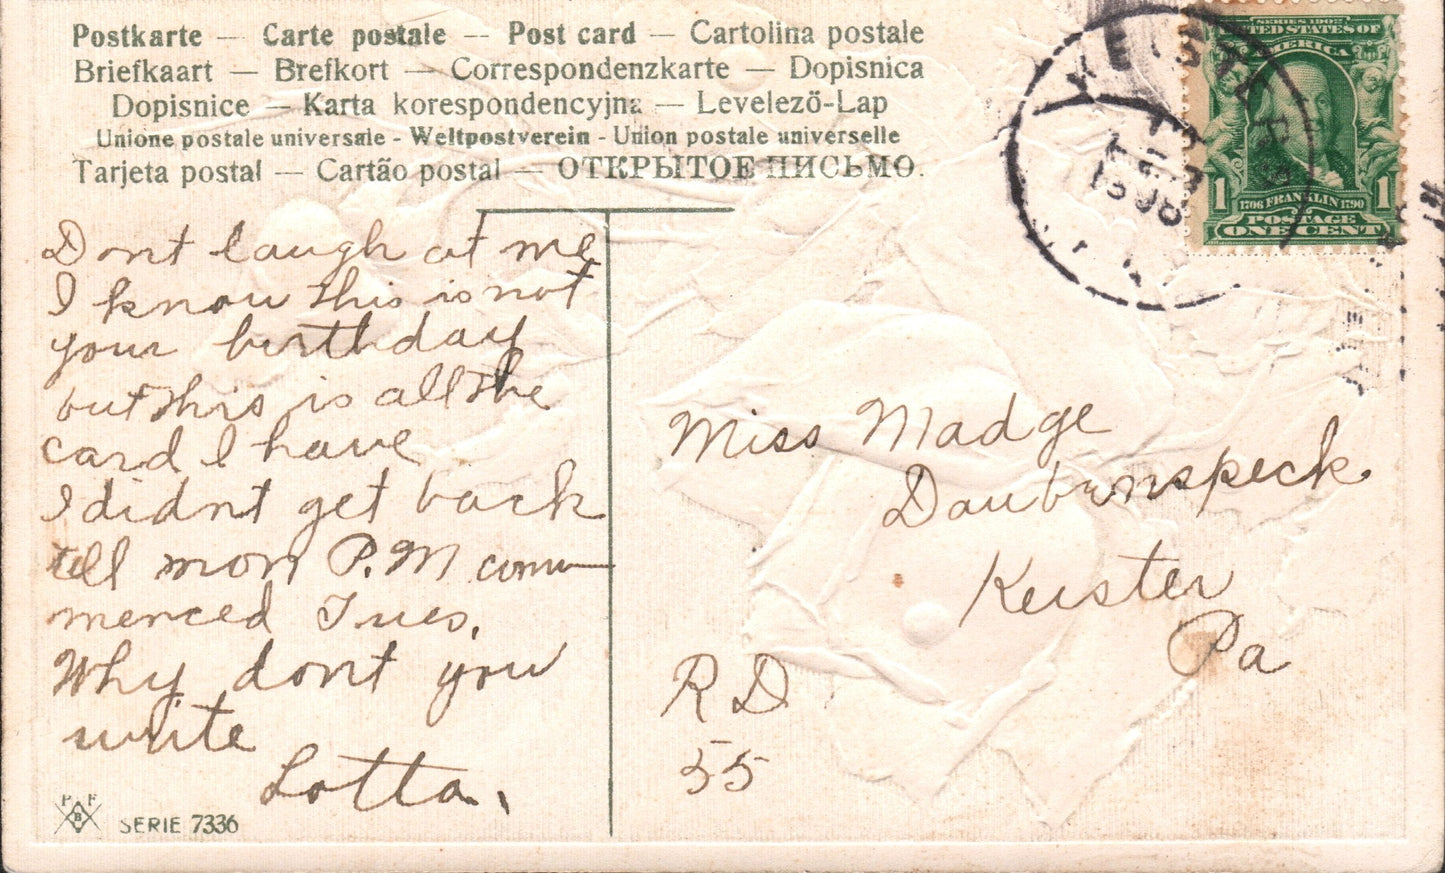 Postkarte — Carte postale — Post card — Cartolina postale
Briefkaart — Brefkort — Correspondenzkarte — Dopisnica
Dopisnice — Karta korespondencyjna — Levelező-Lap
Unione postale universale - Weltpostverein - Union postale universelle
Tarjeta postal — Cartão postal — ОТКРЫТОЕ ПИСЬМО.
Dont laugh at me
I know this is not
your birthday
but this is all the
card I have
I didnt get back
till mon P.M com-
menced Tues.
Why dont you
write
Lotta.
P F
B
SERIE 7336
SERIES 1902
UNITED STATES OF
AMERICA
1 1706 FRANKLIN 1790 1
POSTAGE
ONE CENT
Miss Madge
Daubenspeck
Keister
Pa
R D
55